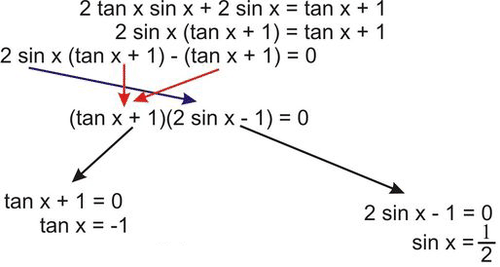 2 tan x sin x + 2 sin x = tan x + 1
2 sin x (tan x + 1) = tan x + 1
2 sin x (tan x + 1) - (tan x + 1) = 0
(tan x + 1)(2 sin x - 1) = 0
tan x + 1 = 0
tan x = -1
2 sin x - 1 = 0
sin x = 1/2